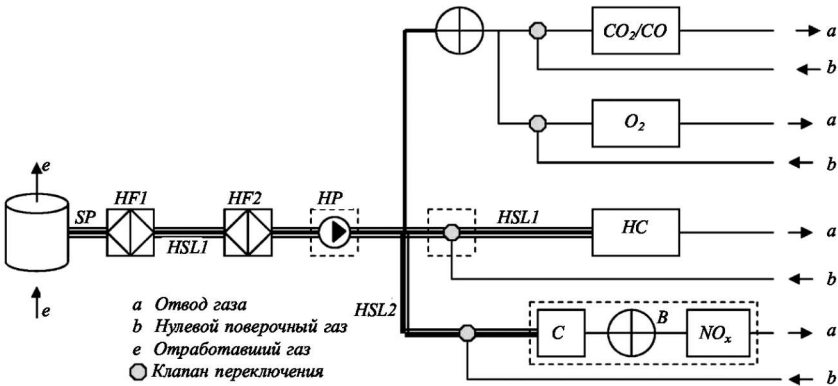 CO₂/CO
a
b
O₂
a
b
e
SP
HF1
HSL1
HF2
HP
HSL1
HC
a
b
HSL2
C
B
NOₓ
a
b
e
a Отвод газа
b Нулевой поверочный газ
e Отработавший газ
Клапан переключения